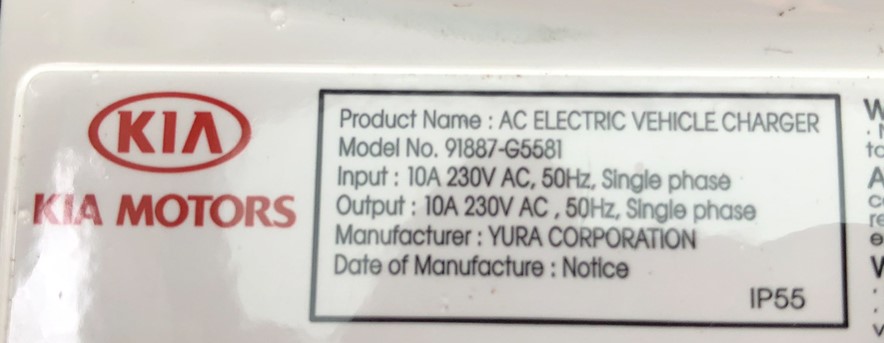 KIA
KIA MOTORS
Product Name : AC ELECTRIC VEHICLE CHARGER
Model No. 91887-G5581
Input : 10A 230V AC, 50Hz, Single phase
Output : 10A 230V AC , 50Hz, Single phase
Manufacturer : YURA CORPORATION
Date of Manufacture : Notice
IP55